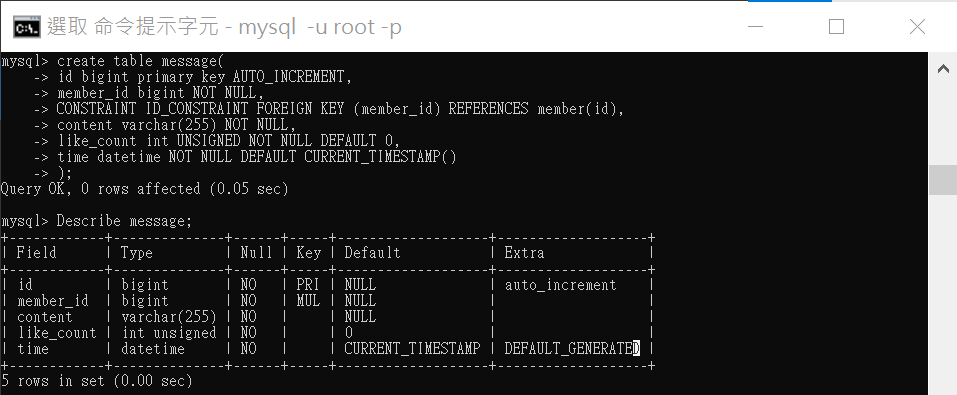 選取 命令提示字元 - mysql  -u root -p
mysql> create table message(
    -> id bigint primary key AUTO_INCREMENT,
    -> member_id bigint NOT NULL,
    -> CONSTRAINT ID_CONSTRAINT FOREIGN KEY (member_id) REFERENCES member(id),
    -> content varchar(255) NOT NULL,
    -> like_count int UNSIGNED NOT NULL DEFAULT 0,
    -> time datetime NOT NULL DEFAULT CURRENT_TIMESTAMP()
    -> );
Query OK, 0 rows affected (0.05 sec)

mysql> Describe message;
+------------+--------------+------+-----+-------------------+-------------------+
| Field      | Type         | Null | Key | Default           | Extra             |
+------------+--------------+------+-----+-------------------+-------------------+
| id         | bigint       | NO   | PRI | NULL              | auto_increment    |
| member_id  | bigint       | NO   | MUL | NULL              |                   |
| content    | varchar(255) | NO   |     | NULL              |                   |
| like_count | int unsigned | NO   |     | 0                 |                   |
| time       | datetime     | NO   |     | CURRENT_TIMESTAMP | DEFAULT_GENERATED |
+------------+--------------+------+-----+-------------------+-------------------+
5 rows in set (0.00 sec)